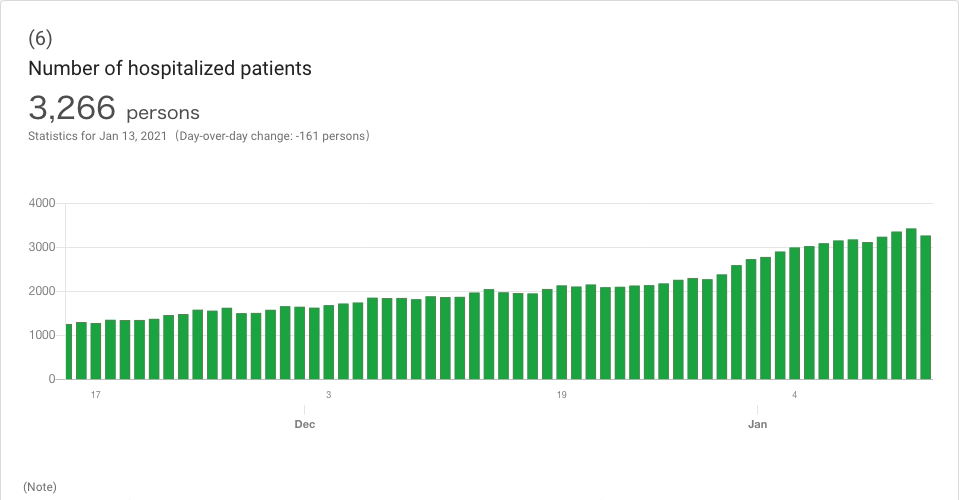 (6)
Number of hospitalized patients
3,266 persons
Statistics for Jan 13, 2021（Day-over-day change: -161 persons）
4000
3000
2000
1000
0
17 3 19 4
Dec Jan
(Note)